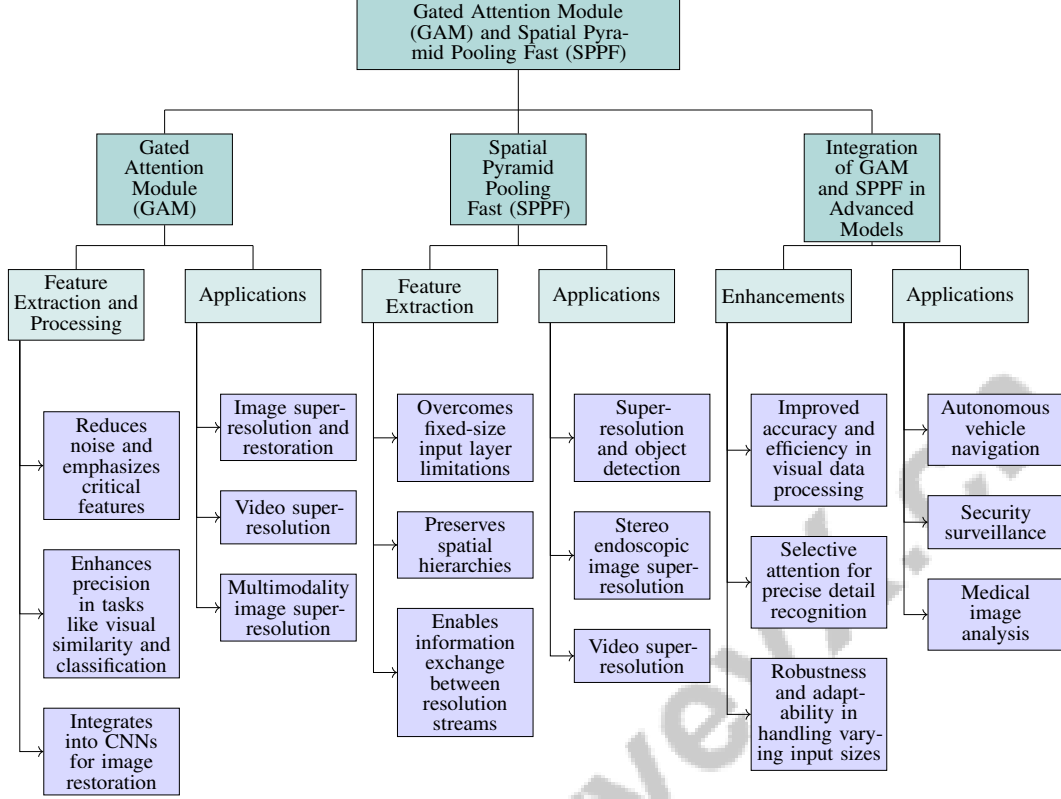 Gated Attention Module
(GAM) and Spatial Pyra-
mid Pooling Fast (SPPF)
Gated
Attention
Module
(GAM)
Spatial
Pyramid
Pooling
Fast (SPPF)
Integration
of GAM
and SPPF in
Advanced
Models
Feature
Extraction and
Processing
Applications
Feature
Extraction
Applications
Enhancements
Applications
Reduces
noise and
emphasizes
critical
features
Enhances
precision
in tasks
like visual
similarity and
classification
Integrates
into CNNs
for image
restoration
Image super-
resolution and
restoration
Video super-
resolution
Multimodality
image super-
resolution
Overcomes
fixed-size
input layer
limitations
Preserves
spatial
hierarchies
Enables
information
exchange
between
resolution
streams
Super-
resolution
and object
detection
Stereo
endoscopic
image super-
resolution
Video super-
resolution
Improved
accuracy and
efficiency in
visual data
processing
Selective
attention for
precise detail
recognition
Robustness
and adapt-
ability in
handling vary-
ing input sizes
Autonomous
vehicle
navigation
Security
surveillance
Medical
image
analysis